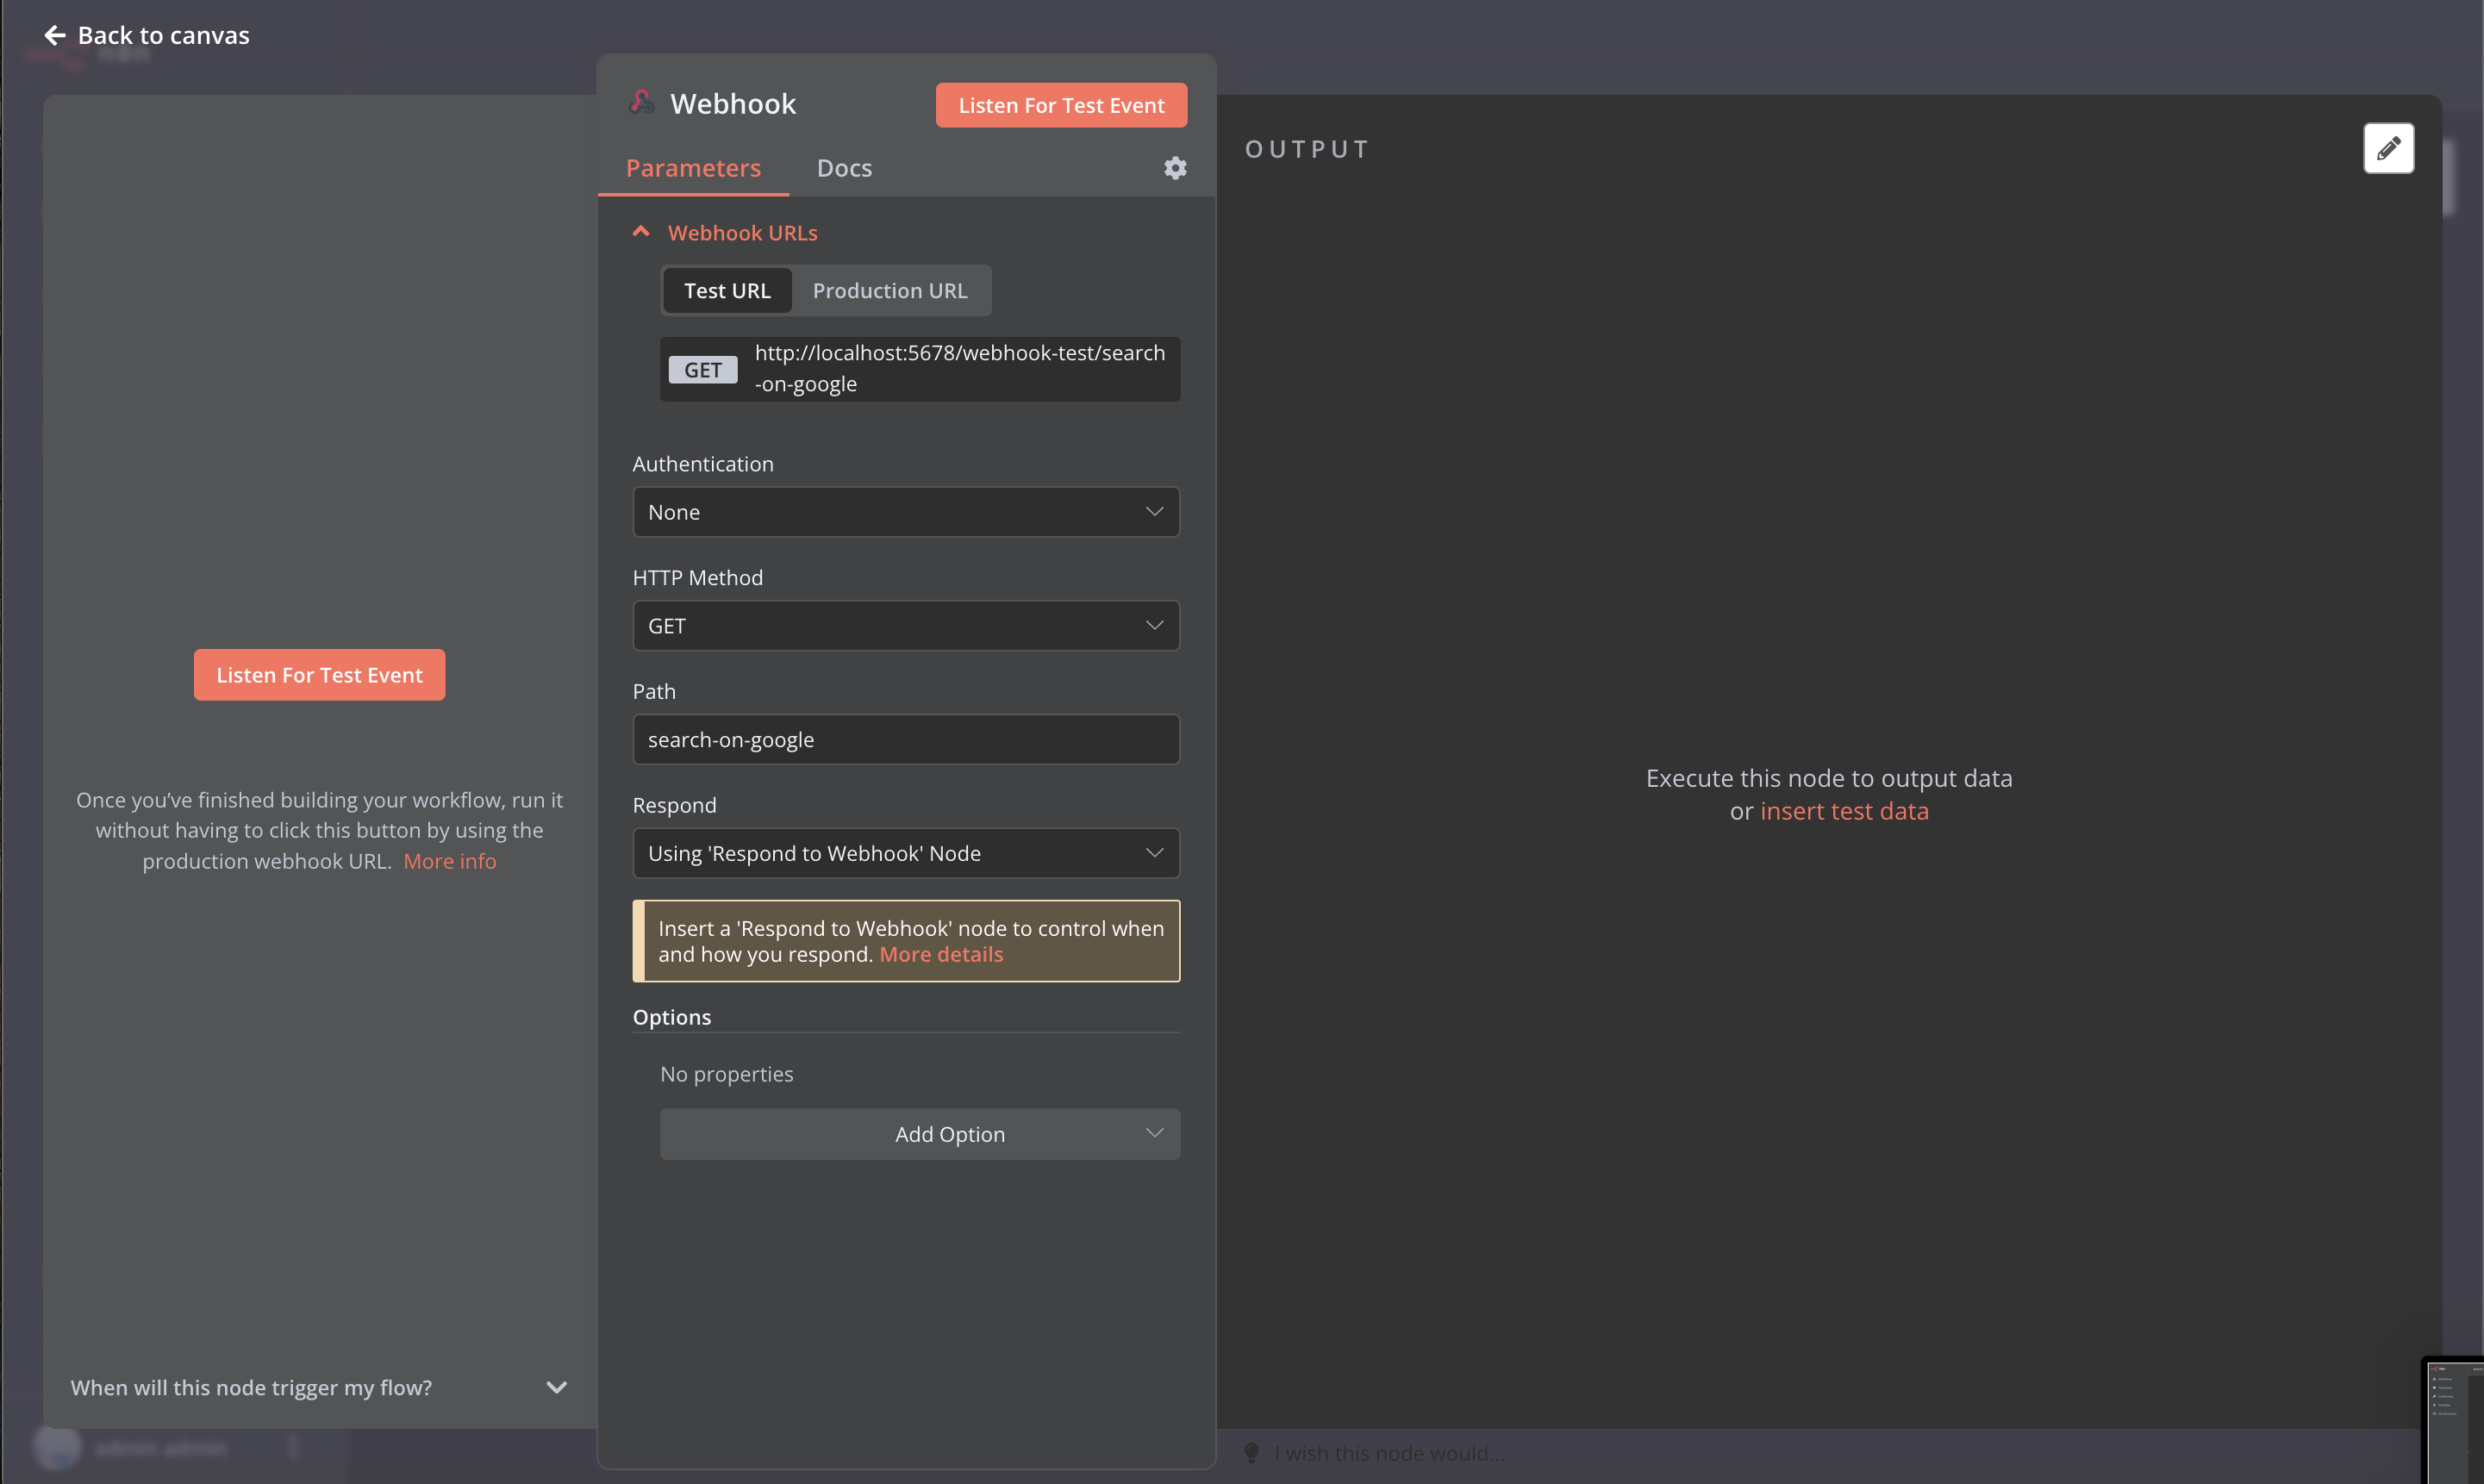 Back to canvas
n8n
Webhook
Listen For Test Event
Parameters
Docs
Webhook URLs
Test URL
Production URL
GET
http://localhost:5678/webhook-test/search
-on-google
Authentication
None
HTTP Method
GET
Path
search-on-google
Respond
Using 'Respond to Webhook' Node
Insert a 'Respond to Webhook' node to control when
and how you respond. More details
Options
No properties
Add Option
Listen For Test Event
Once you’ve finished building your workflow, run it
without having to click this button by using the
production webhook URL. More info
When will this node trigger my flow?
admin admin
OUTPUT
Execute this node to output data
or insert test data
I wish this node would...